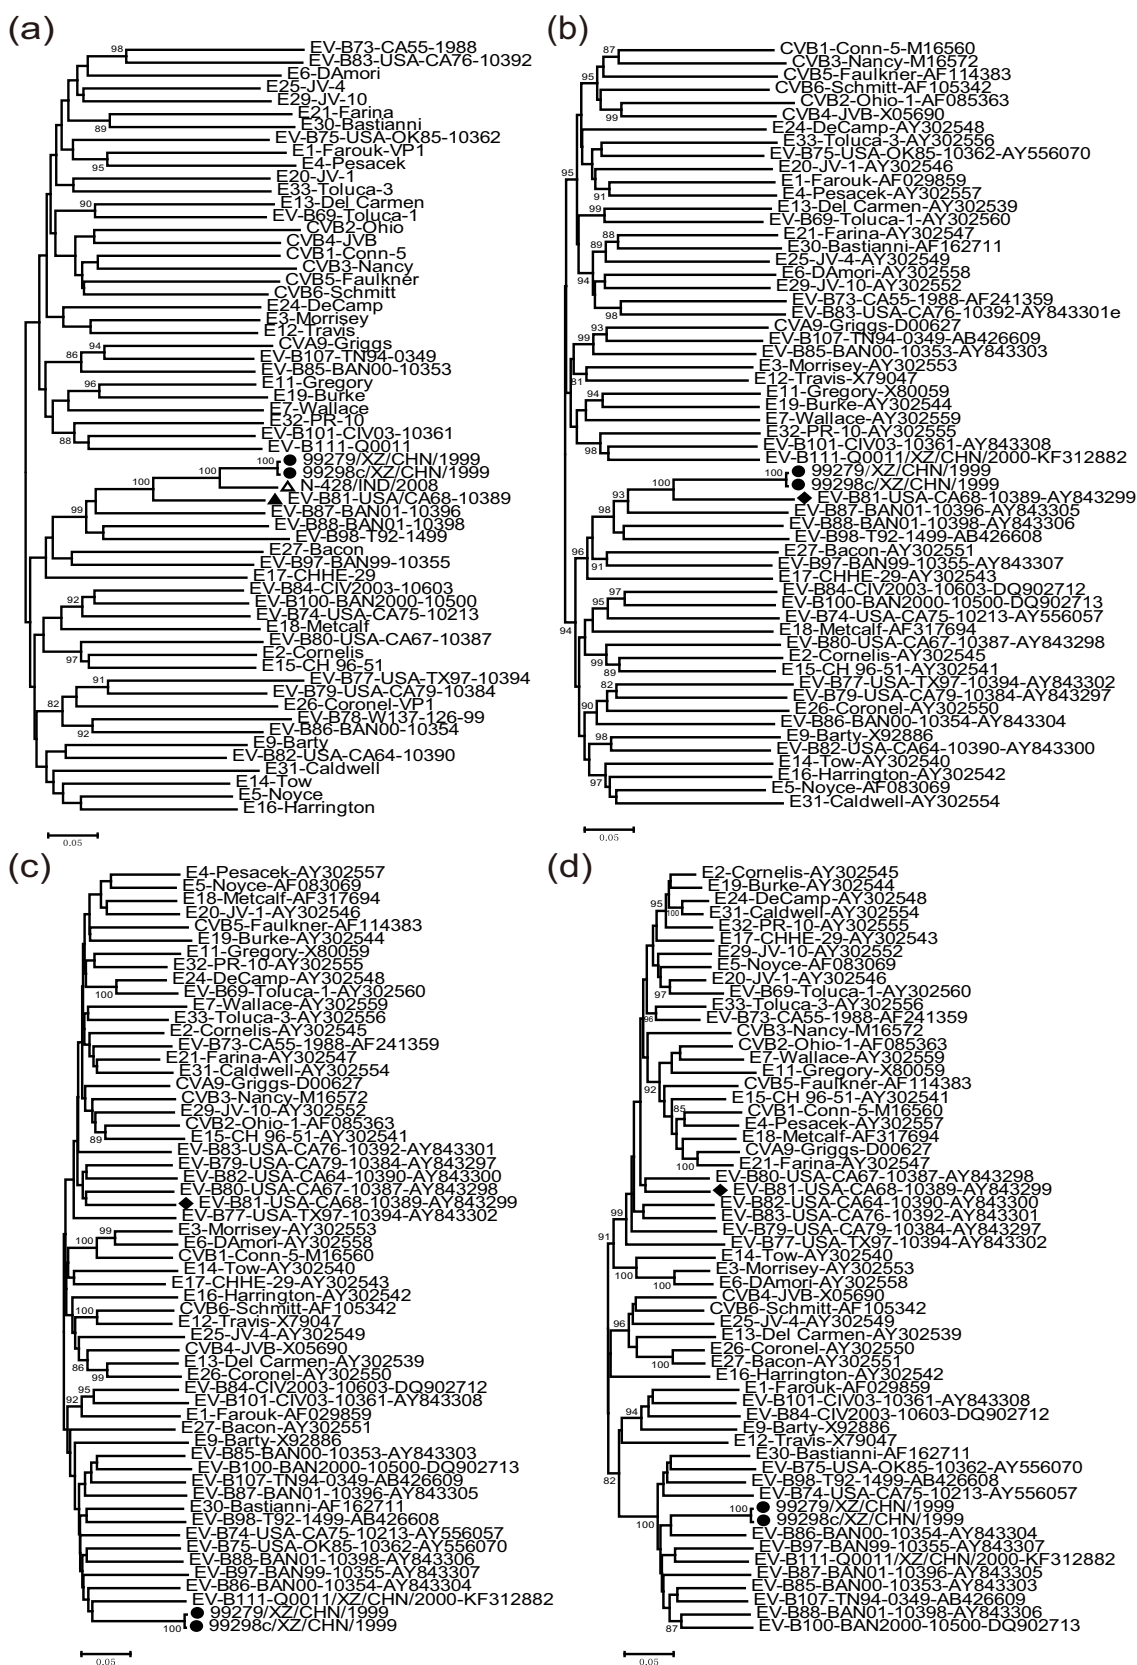 (a)
98
EV-B73-CA55-1988
EV-B83-USA/CA76-10392
E6-DAmori
E25-JV-4
E29-JV-10
E21-Farina
E30-Bastianni
89
EV-B75-USA-OK85-10362
E1-Farouk-VP1
E4-Pesacek
95
E20-JV-1
E33-Toluca-3
E13-Del Carmen
90
EV-B69-Toluca-1
CVB2-Ohio
CVB4-JVB
CVB1-Conn-5
CVB3-Nancy
CVB5-Faulkner
CVB6-Schmitt
E24-DeCamp
E3-Morrisey
E12-Travis
94
CVA9-Griggs
86
EV-B107-TN94-0349
EV-B85-BAN00-10353
96
E11-Gregory
E19-Burke
E7-Wallace
E32-PR-10
EV-B101-CIV03-10361
88
EV-B111-Q0011
100
99279/XZ/CHN/1999
100
99298c/XZ/CHN/1999
N-428/IND/2008
EV-B81-USA/CA68-10389
99
EV-B87-BAN01-10396
EV-B88-BAN01-10398
EV-B98-T92-1499
E27-Bacon
EV-B97-BAN99-10355
E17-CHHE-29
EV-B84-CIV2003-10603
92
EV-B100-BAN2000-10500
EV-B74-USA/CA75-10213
E18-Metcalf
EV-B80-USA-CA67-10387
E2-Cornelis
97
E15-CH 96-51
91
EV-B77-USA-TX97-10394
EV-B79-USA/CA79-10384
82
E26-Coronel-VP1
EV-B78-W137-126-99
92
EV-B86-BAN00-10354
E9-Barty
EV-B82-USA/CA64-10390
E31-Caldwell
E14-Tow
E5-Noyce
E16-Harrington
0.05
(b)
87
CVB1-Conn-5-M16560
CVB3-Nancy-M16572
95
CVB5-Faulkner-AF114383
CVB6-Schmitt-AF105342
CVB2-Ohio-1-AF085363
99
CVB4-JVB-X05690
E24-DeCamp-AY302548
E33-Toluca-3-AY302556
EV-B75-USA-OK85-10362-AY556070
E20-JV-1-AY302546
95
E1-Farouk-AF029859
91
E4-Pesacek-AY302557
99
E13-Del Carmen-AY302539
EV-B69-Toluca-1-AY302560
88
E21-Farina-AY302547
89
E30-Bastianni-AF162711
E25-JV-4-AY302549
94
E6-DAmori-AY302558
E29-JV-10-AY302552
EV-B73-CA55-1988-AF241359
98
EV-B83-USA/CA76-10392-AY843301e
93
CVA9-Griggs-D00627
99
EV-B107-TN94-0349-AB426609
EV-B85-BAN00-10353-AY843303
E3-Morrisey-AY302553
81
E12-Travis-X79047
94
E11-Gregory-X80059
E19-Burke-AY302544
E7-Wallace-AY302559
E32-PR-10-AY302555
EV-B101-CIV03-10361-AY843308
98
EV-B111-Q0011/XZ/CHN/2000-KF312882
100
99279/XZ/CHN/1999
100
99298c/XZ/CHN/1999
93
EV-B81-USA-CA68-10389-AY843299
98
EV-B87-BAN01-10396-AY843305
EV-B88-BAN01-10398-AY843306
EV-B98-T92-1499-AB426608
96
E27-Bacon-AY302551
91
EV-B97-BAN99-10355-AY843307
E17-CHHE-29-AY302543
97
EV-B84-CIV2003-10603-DQ902712
95
EV-B100-BAN2000-10500-DQ902713
EV-B74-USA/CA75-10213-AY556057
94
E18-Metcalf-AF317694
EV-B80-USA-CA67-10387-AY843298
99
E2-Cornelis-AY302545
89
E15-CH 96-51-AY302541
82
EV-B77-USA-TX97-10394-AY843302
EV-B79-USA/CA79-10384-AY844297
90
E26-Coronel-AY302550
EV-B86-BAN00-10354-AY843304
98
E9-Barty-X92886
EV-B82-USA/CA64-10390-AY843300
E14-Tow-AY302540
97
E16-Harrington-AY302542
E5-Noyce-AF083069
E31-Caldwell-AY302554
0.05
(c)
E4-Pesacek-AY302557
E5-Noyce-AF083069
E18-Metcalf-AF317694
E20-JV-1-AY302546
CVB5-Faulkner-AF114383
E19-Burke-AY302544
E11-Gregory-X80059
E32-PR-10-AY302555
E24-DeCamp-AY302548
100
EV-B69-Toluca-1-AY302560
E7-Wallace-AY302559
E33-Toluca-3-AY302556
E2-Cornelis-AY302545
EV-B73-CA55-1988-AF241359
E21-Farina-AY302547
E31-Caldwell-AY302554
CVA9-Griggs-D00627
CVB3-Nancy-M16572
E29-JV-10-AY302552
CVB2-Ohio-1-AF085363
89
E15-CH 96-51-AY302541
EV-B83-USA-CA76-10392-AY843301
EV-B79-USA-CA79-10384-AY844297
EV-B82-USA-CA64-10390-AY843300
EV-B80-USA-CA67-10387-AY843298
EV-B81-USA-CA68-10389-AY843299
EV-B77-USA-TX97-10394-AY843302
99
E3-Morrisey-AY302553
100
E6-DAmori-AY302558
CVB1-Conn-5-M16560
E14-Tow-AY302540
E17-CHHE-29-AY302543
E16-Harrington-AY302542
100
CVB6-Schmitt-AF105342
E12-Travis-X79047
E25-JV-4-AY302549
CVB4-JVB-X05690
86
E13-Del Carmen-AY302539
99
E26-Coronel-AY302550
95
EV-B84-CIV2003-10603-DQ902712
92
EV-B101-CIV03-10361-AY843308
E1-Farouk-AF029859
E27-Bacon-AY302551
E9-Barty-X92886
EV-B85-BAN00-10353-AY843303
EV-B100-BAN2000-10500-DQ902713
EV-B107-TN94-0349-AB426609
EV-B87-BAN01-10396-AY843305
E30-Bastianni-AF162711
EV-B98-T92-1499-AB426608
EV-B74-USA-CA75-10213-AY556057
EV-B75-USA-OK85-10362-AY556070
EV-B88-BAN01-10398-AY843306
EV-B97-BAN99-10355-AY843307
EV-B86-BAN00-10354-AY843304
EV-B111-Q0011/XZ/CHN/2000-KF312882
99279/XZ/CHN/1999
100
99298c/XZ/CHN/1999
0.05
(d)
E2-Cornelis-AY302545
E19-Burke-AY302544
95
E24-DeCamp-AY302548
100
E31-Caldwell-AY302554
E32-PR-10-AY302555
E17-CHHE-29-AY302543
E29-JV-10-AY302552
E5-Noyce-AF083069
E20-JV-1-AY302546
97
EV-B69-Toluca-1-AY302560
E33-Toluca-3-AY302556
96
EV-B73-CA55-1988-AF241359
CVB3-Nancy-M16572
CVB2-Ohio-1-AF085363
E7-Wallace-AY302559
E11-Gregory-X80059
92
CVB5-Faulkner-AF114383
E15-CH 96-51-AY302541
85
CVB1-Conn-5-M16560
E4-Pesacek-AY302557
E18-Metcalf-AF317694
CVA9-Griggs-D00627
100
E21-Farina-AY302547
EV-B80-USA-CA67-10387-AY843298
EV-B81-USA-CA68-10389-AY843299
EV-B82-USA-CA64-10390-AY843300
99
EV-B83-USA-CA76-10392-AY843301
EV-B79-USA-CA79-10384-AY844297
91
EV-B77-USA-TX97-10394-AY843302
E14-Tow-AY302540
100
E3-Morrisey-AY302553
100
E6-DAmori-AY302558
CVB4-JVB-X05690
CVB6-Schmitt-AF105342
96
E25-JV-4-AY302549
E13-Del Carmen-AY302539
E26-Coronel-AY302550
100
E27-Bacon-AY302551
E16-Harrington-AY302542
E1-Farouk-AF029859
EV-B101-CIV03-10361-AY843308
94
EV-B84-CIV2003-10603-DQ902712
E9-Barty-X92886
E12-Travis-X79047
E30-Bastianni-AF162711
82
EV-B75-USA-OK85-10362-AY556070
EV-B98-T92-1499-AB426608
EV-B74-USA-CA75-10213-AY556057
100
99279/XZ/CHN/1999
100
99298c/XZ/CHN/1999
EV-B86-BAN00-10354-AY843304
EV-B97-BAN99-10355-AY843307
EV-B111-Q0011/XZ/CHN/2000-KF312882
EV-B87-BAN01-10396-AY843305
EV-B85-BAN00-10353-AY843303
EV-B107-TN94-0349-AB426609
EV-B88-BAN01-10398-AY843306
87
EV-B100-BAN2000-10500-DQ902713
0.05